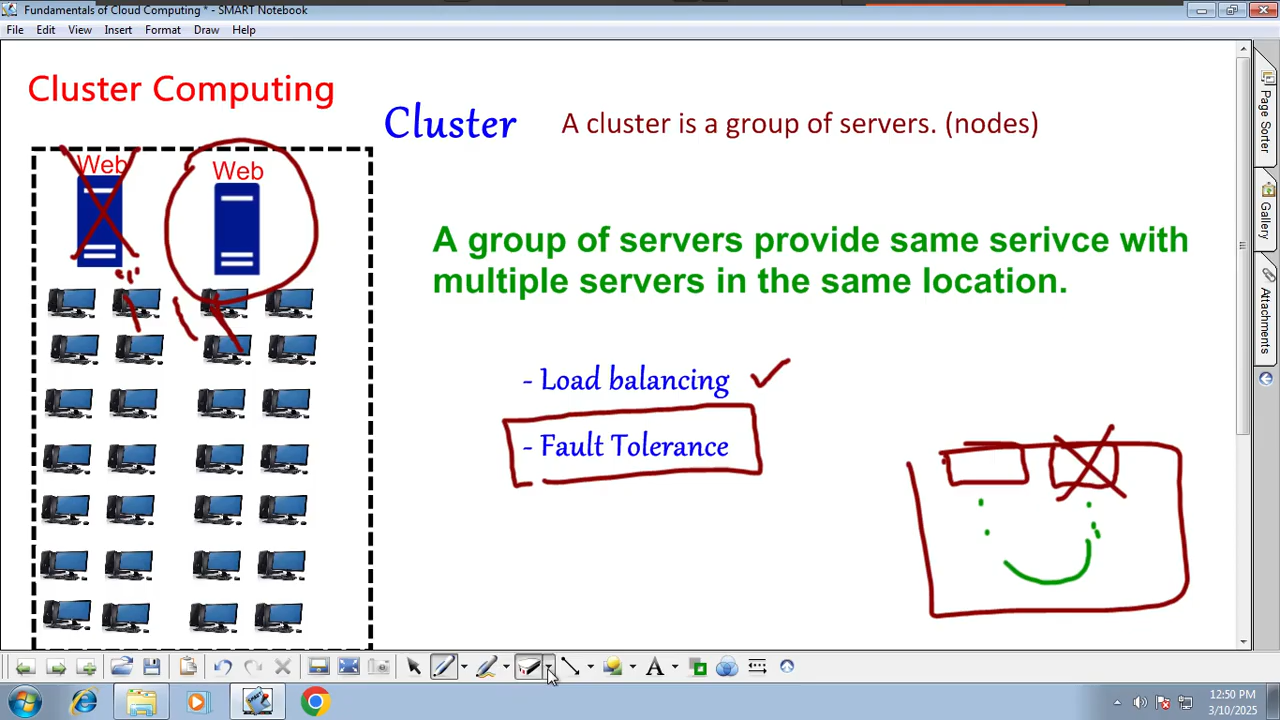 Fundamentals of Cloud Computing * - SMART Notebook
File Edit View Insert Format Draw Help
Cluster Computing
Cluster A cluster is a group of servers. (nodes)
Web Web
A group of servers provide same serivce with
multiple servers in the same location.
- Load balancing
- Fault Tolerance
Page Sorter
Gallery
Attachments
A
12:50 PM
3/10/2025